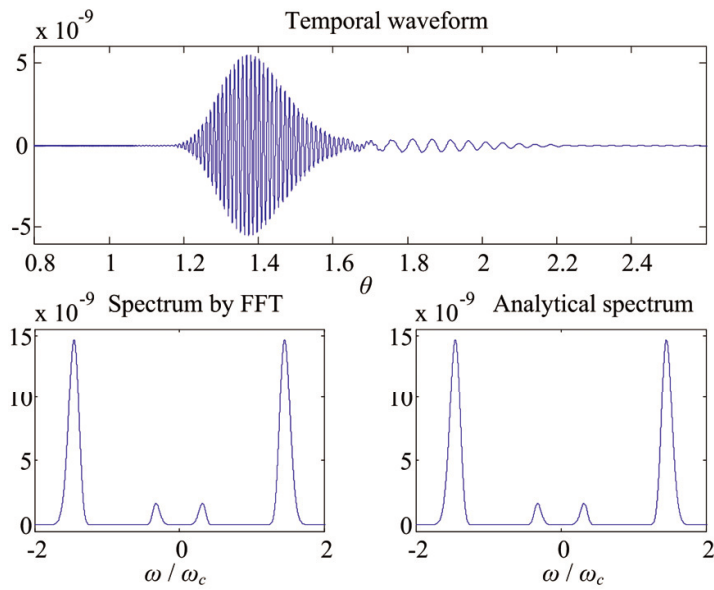 x 10^-9 Temporal waveform
5
0
-5
0.8 1 1.2 1.4 1.6 1.8 2 2.2 2.4
θ
x 10^-9 Spectrum by FFT
15
10
5
0
-2 0 2
ω / ω_c
x 10^-9 Analytical spectrum
15
10
5
0
-2 0 2
ω / ω_c